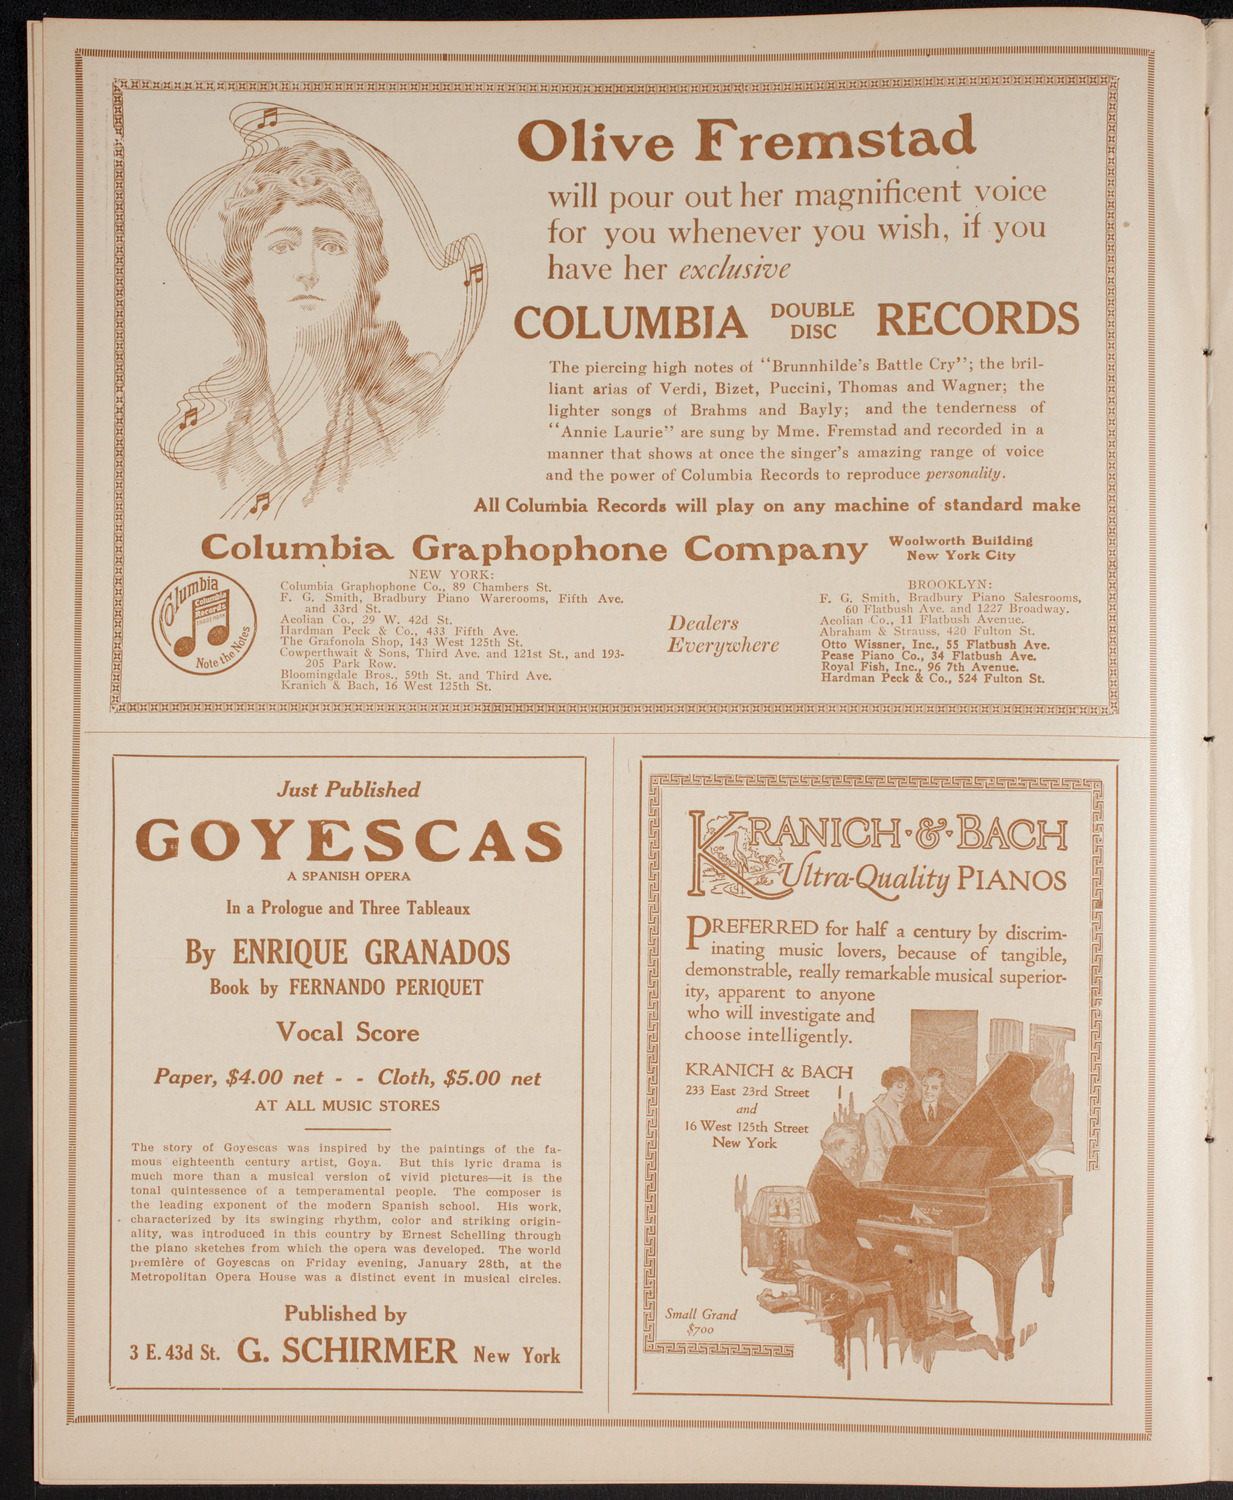 Olive Fremstad
will pour out her magnificent voice
for you whenever you wish, if you
have her exclusive
COLUMBIA DOUBLE DISC RECORDS
The piercing high notes of "Brunnhilde's Battle Cry"; the bril-
liant arias of Verdi, Bizet, Puccini, Thomas and Wagner; the
lighter songs of Brahms and Bayly; and the tenderness of
"Annie Laurie" are sung by Mme. Fremstad and recorded in a
manner that shows at once the singer's amazing range of voice
and the power of Columbia Records to reproduce personality.
All Columbia Records will play on any machine of standard make
Columbia Graphophone Company Woolworth Building
New York City
Columbia
Columbia
Records
Note the Notes
NEW YORK:
Columbia Graphophone Co., 89 Chambers St.
F. G. Smith, Bradbury Piano Warerooms, Fifth Ave.
and 33rd St.
Aeolian Co., 29 W. 42d St.
Hardman Peck & Co., 433 Fifth Ave.
The Grafonola Shop, 143 West 125th St.
Cowperthwait & Sons, Third Ave. and 121st St., and 193-
205 Park Row.
Bloomingdale Bros., 59th St. and Third Ave.
Kranich & Bach, 16 West 125th St.
Dealers
Everywhere
BROOKLYN:
F. G. Smith, Bradbury Piano Salesrooms,
60 Flatbush Ave. and 1227 Broadway.
Aeolian Co., 11 Flatbush Avenue.
Abraham & Strauss, 420 Fulton St.
Otto Wissner, Inc., 55 Flatbush Ave.
Pease Piano Co., 34 Flatbush Ave.
Royal Fish, Inc., 96 7th Avenue.
Hardman Peck & Co., 524 Fulton St.
Just Published
GOYESCAS
A SPANISH OPERA
In a Prologue and Three Tableaux
By ENRIQUE GRANADOS
Book by FERNANDO PERIQUET
Vocal Score
Paper, $4.00 net - - Cloth, $5.00 net
AT ALL MUSIC STORES
The story of Goyescas was inspired by the paintings of the fa-
mous eighteenth century artist, Goya. But this lyric drama is
much more than a musical version of vivid pictures—it is the
tonal quintessence of a temperamental people. The composer is
the leading exponent of the modern Spanish school. His work,
characterized by its swinging rhythm, color and striking origin-
ality, was introduced in this country by Ernest Schelling through
the piano sketches from which the opera was developed. The world
première of Goyescas on Friday evening, January 28th, at the
Metropolitan Opera House was a distinct event in musical circles.
Published by
3 E. 43d St. G. SCHIRMER New York
KRANICH·&·BACH
Ultra-Quality PIANOS
PREFERRED for half a century by discrim-
inating music lovers, because of tangible,
demonstrable, really remarkable musical superior-
ity, apparent to anyone
who will investigate and
choose intelligently.
KRANICH & BACH
233 East 23rd Street
and
16 West 125th Street
New York
Small Grand
$700